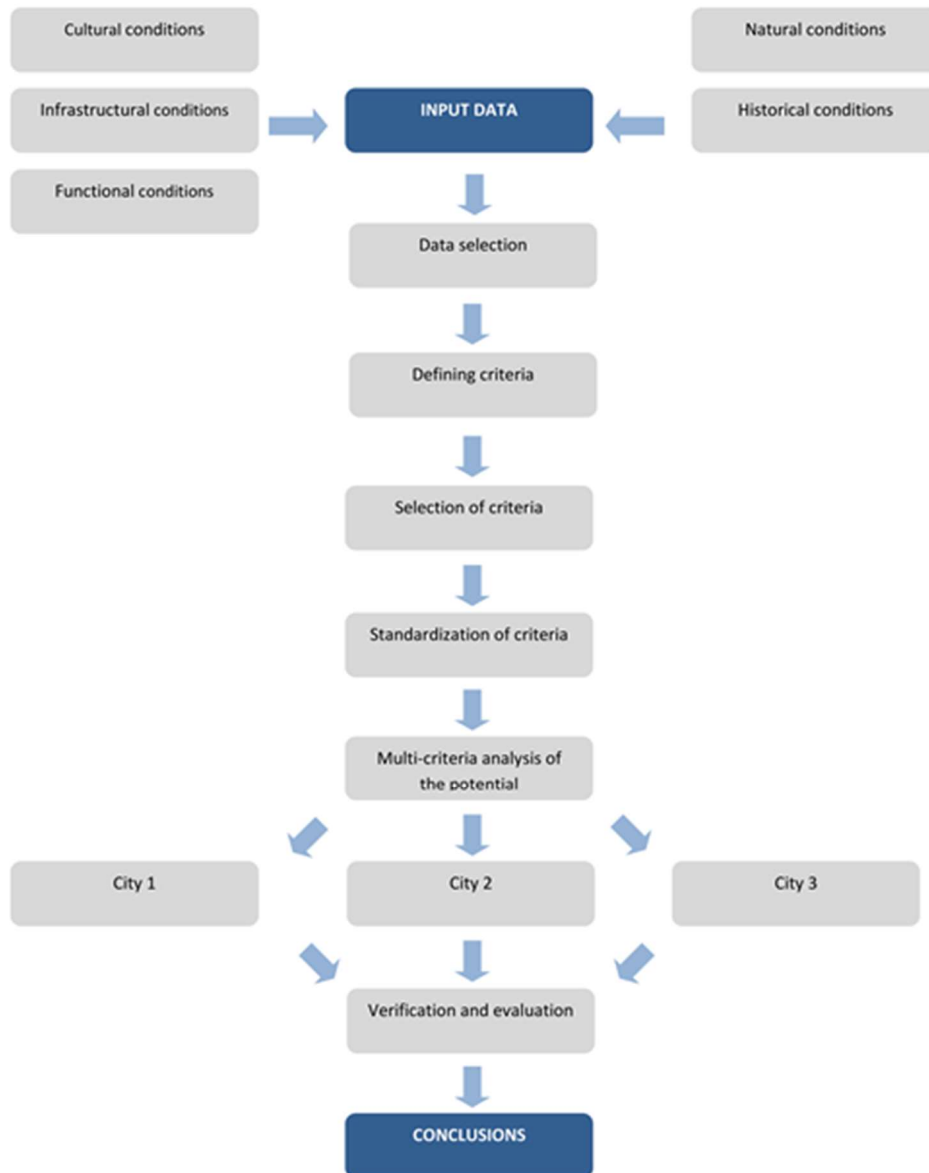 Cultural conditions
Natural conditions
Infrastructural conditions
INPUT DATA
Historical conditions
Functional conditions
Data selection
Defining criteria
Selection of criteria
Standardization of criteria
Multi-criteria analysis of
the potential
City 1
City 2
City 3
Verification and evaluation
CONCLUSIONS